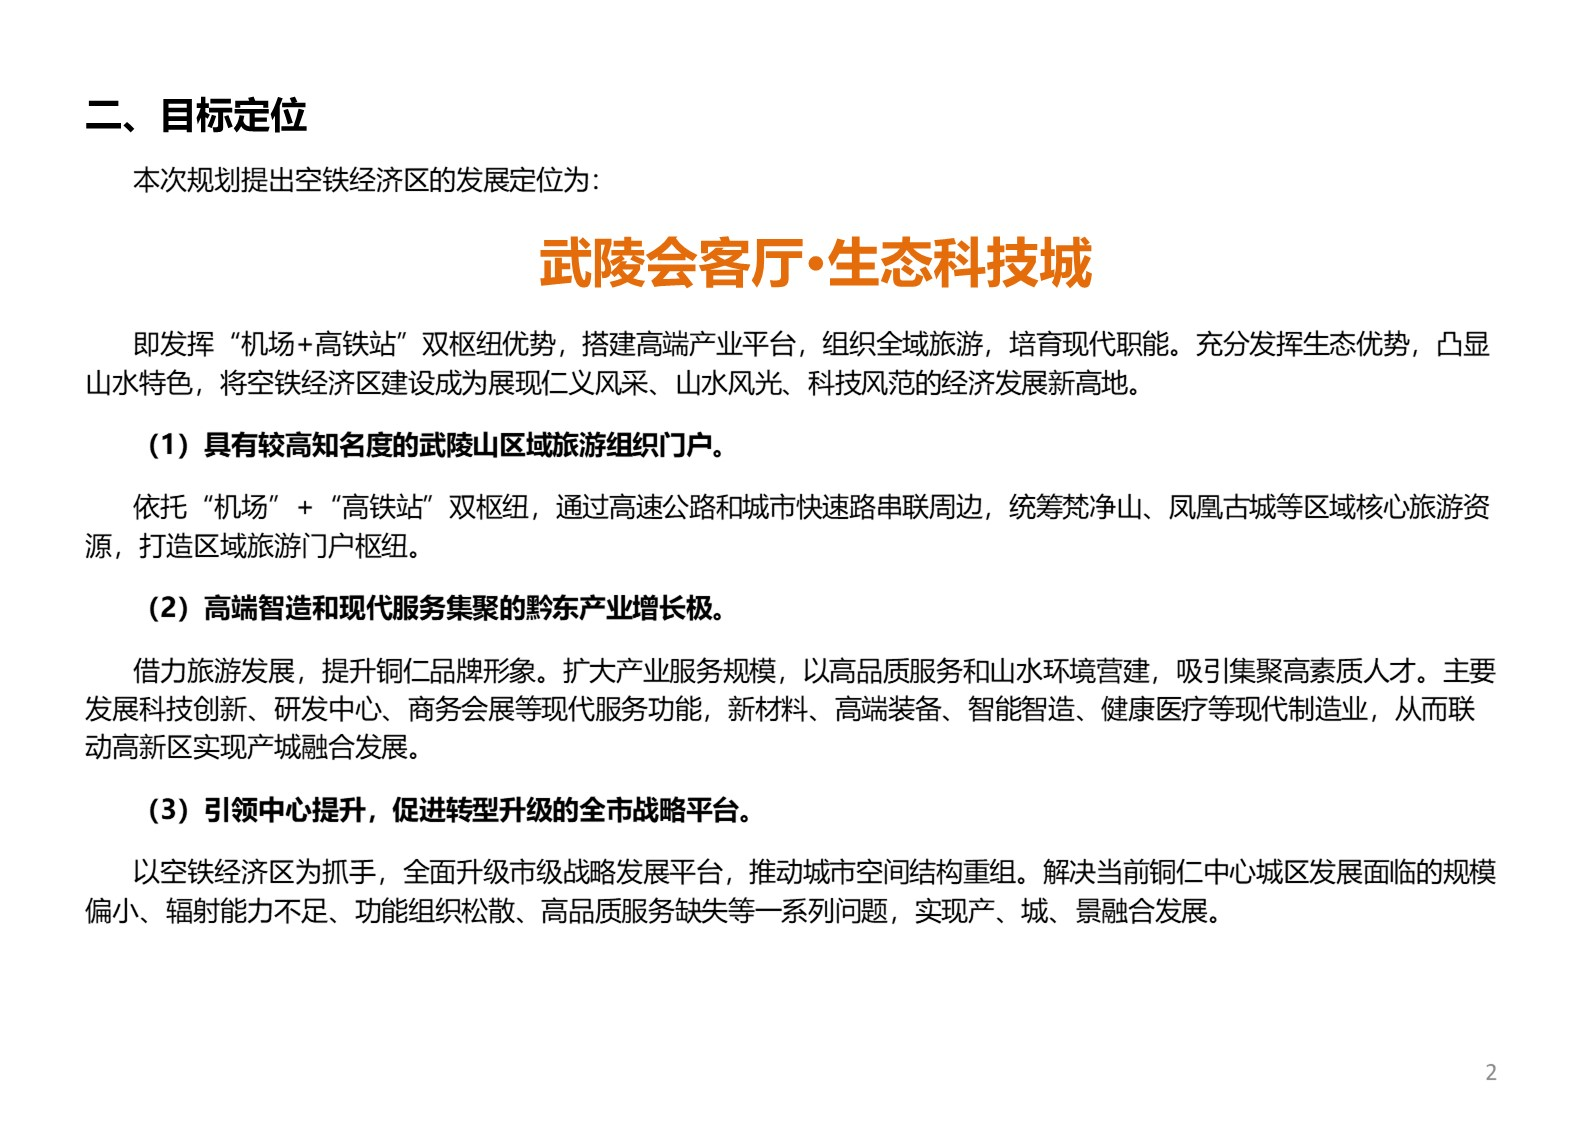 二、目标定位
本次规划提出空铁经济区的发展定位为：
武陵会客厅•生态科技城
即发挥“机场+高铁站”双枢纽优势，搭建高端产业平台，组织全域旅游，培育现代职能。充分发挥生态优势，凸显
山水特色，将空铁经济区建设成为展现仁义风采、山水风光、科技风范的经济发展新高地。
（1）具有较高知名度的武陵山区域旅游组织门户。
依托“机场”+“高铁站”双枢纽，通过高速公路和城市快速路串联周边，统筹梵净山、凤凰古城等区域核心旅游资
源，打造区域旅游门户枢纽。
（2）高端智造和现代服务集聚的黔东产业增长极。
借力旅游发展，提升铜仁品牌形象。扩大产业服务规模，以高品质服务和山水环境营建，吸引集聚高素质人才。主要
发展科技创新、研发中心、商务会展等现代服务功能，新材料、高端装备、智能智造、健康医疗等现代制造业，从而联
动高新区实现产城融合发展。
（3）引领中心提升，促进转型升级的全市战略平台。
以空铁经济区为抓手，全面升级市级战略发展平台，推动城市空间结构重组。解决当前铜仁中心城区发展面临的规模
偏小、辐射能力不足、功能组织松散、高品质服务缺失等一系列问题，实现产、城、景融合发展。
2